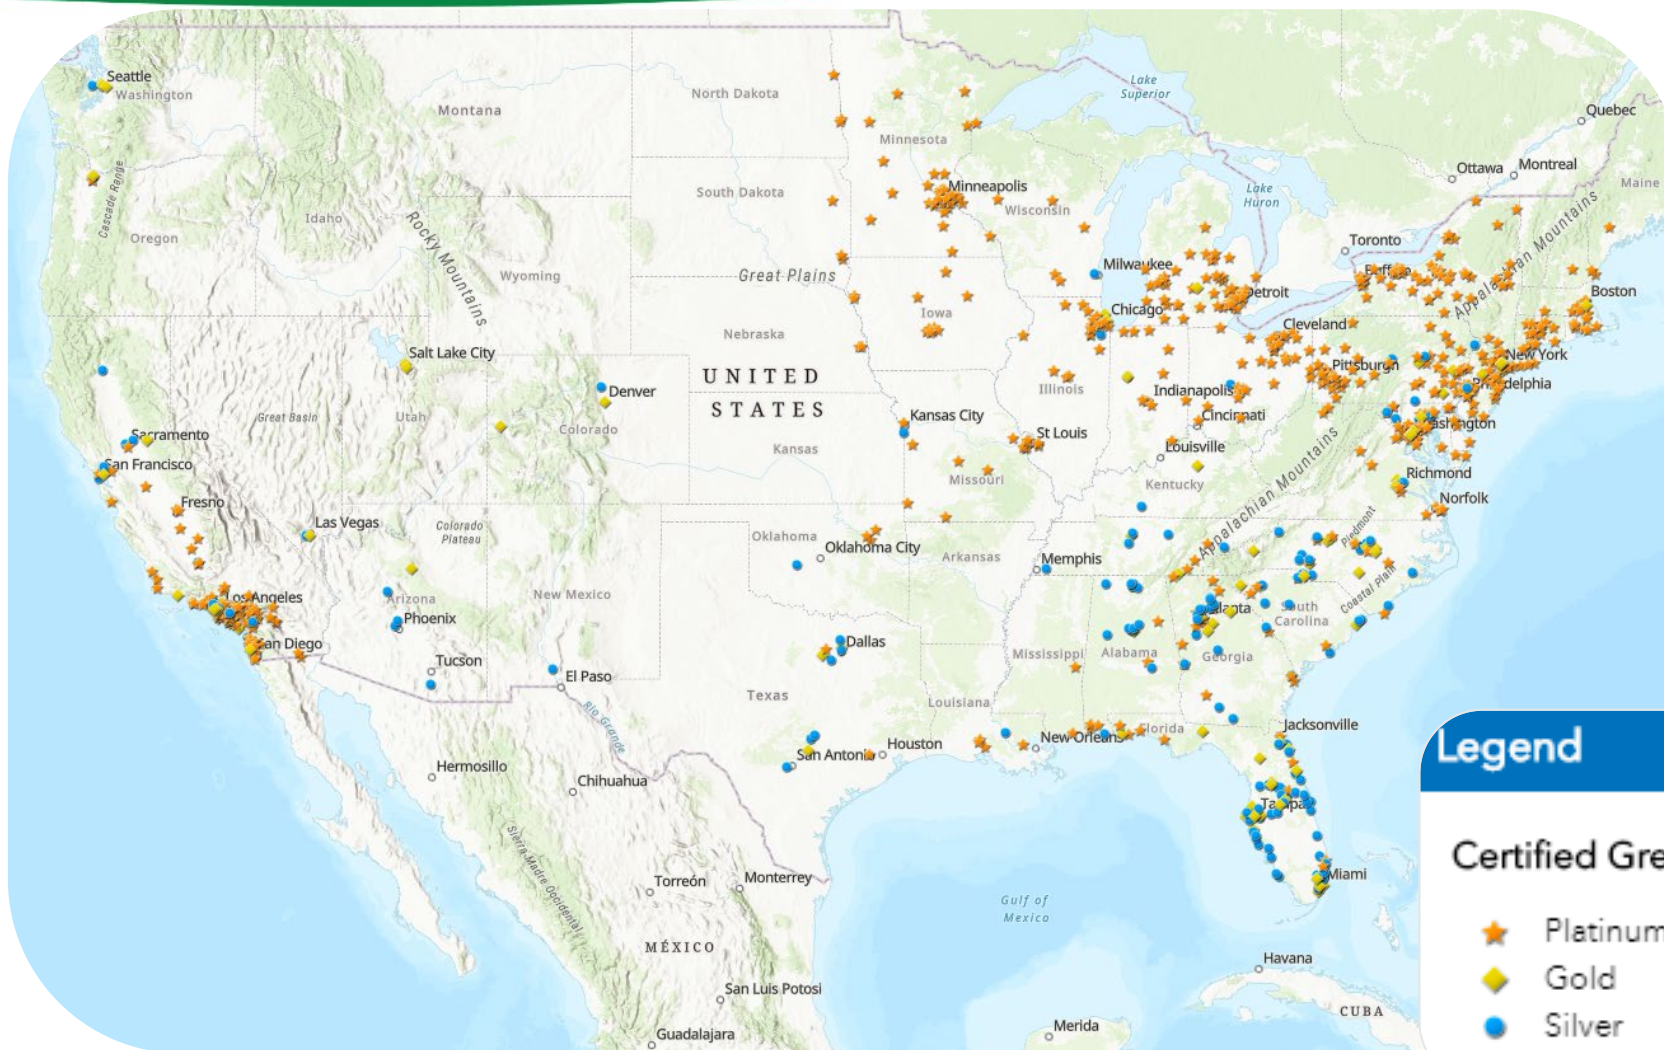 Seattle
Washington
Cascade Range
Oregon
Idaho
Montana
Rocky Mountains
Wyoming
North Dakota
South Dakota
Great Plains
Nebraska
Minnesota
Minneapolis
Wisconsin
Iowa
Lake
Superior
Lake
Huron
Milwaukee
Chicago
Detroit
Toronto
Ottawa
Montreal
Quebec
Maine
Buffalo
Appalachian Mountains
Boston
Cleveland
New York
Pittsburgh
Philadelphia
Salt Lake City
Great Basin
Utah
Denver
Colorado
UNITED
STATES
Kansas City
Kansas
St Louis
Missouri
Illinois
Indianapolis
Cincinnati
Louisville
Kentucky
Appalachian Mountains
Washington
Richmond
Norfolk
Sacramento
San Francisco
Fresno
Las Vegas
Colorado
Plateau
Los Angeles
San Diego
Arizona
Phoenix
Tucson
New Mexico
El Paso
Rio Grande
Oklahoma
Oklahoma City
Arkansas
Memphis
Dallas
Texas
San Antonio
Houston
Louisiana
New Orleans
Mississippi
Alabama
Atlanta
Georgia
South
Carolina
Piedmont
Coastal Plain
Florida
Jacksonville
Tampa
Miami
Hermosillo
Chihuahua
Sierra Madre Occidental
Torreón
Monterrey
MÉXICO
San Luis Potosi
Guadalajara
Gulf of
Mexico
Merida
Havana
CUBA
Legend
Certified Gre
Platinum
Gold
Silver